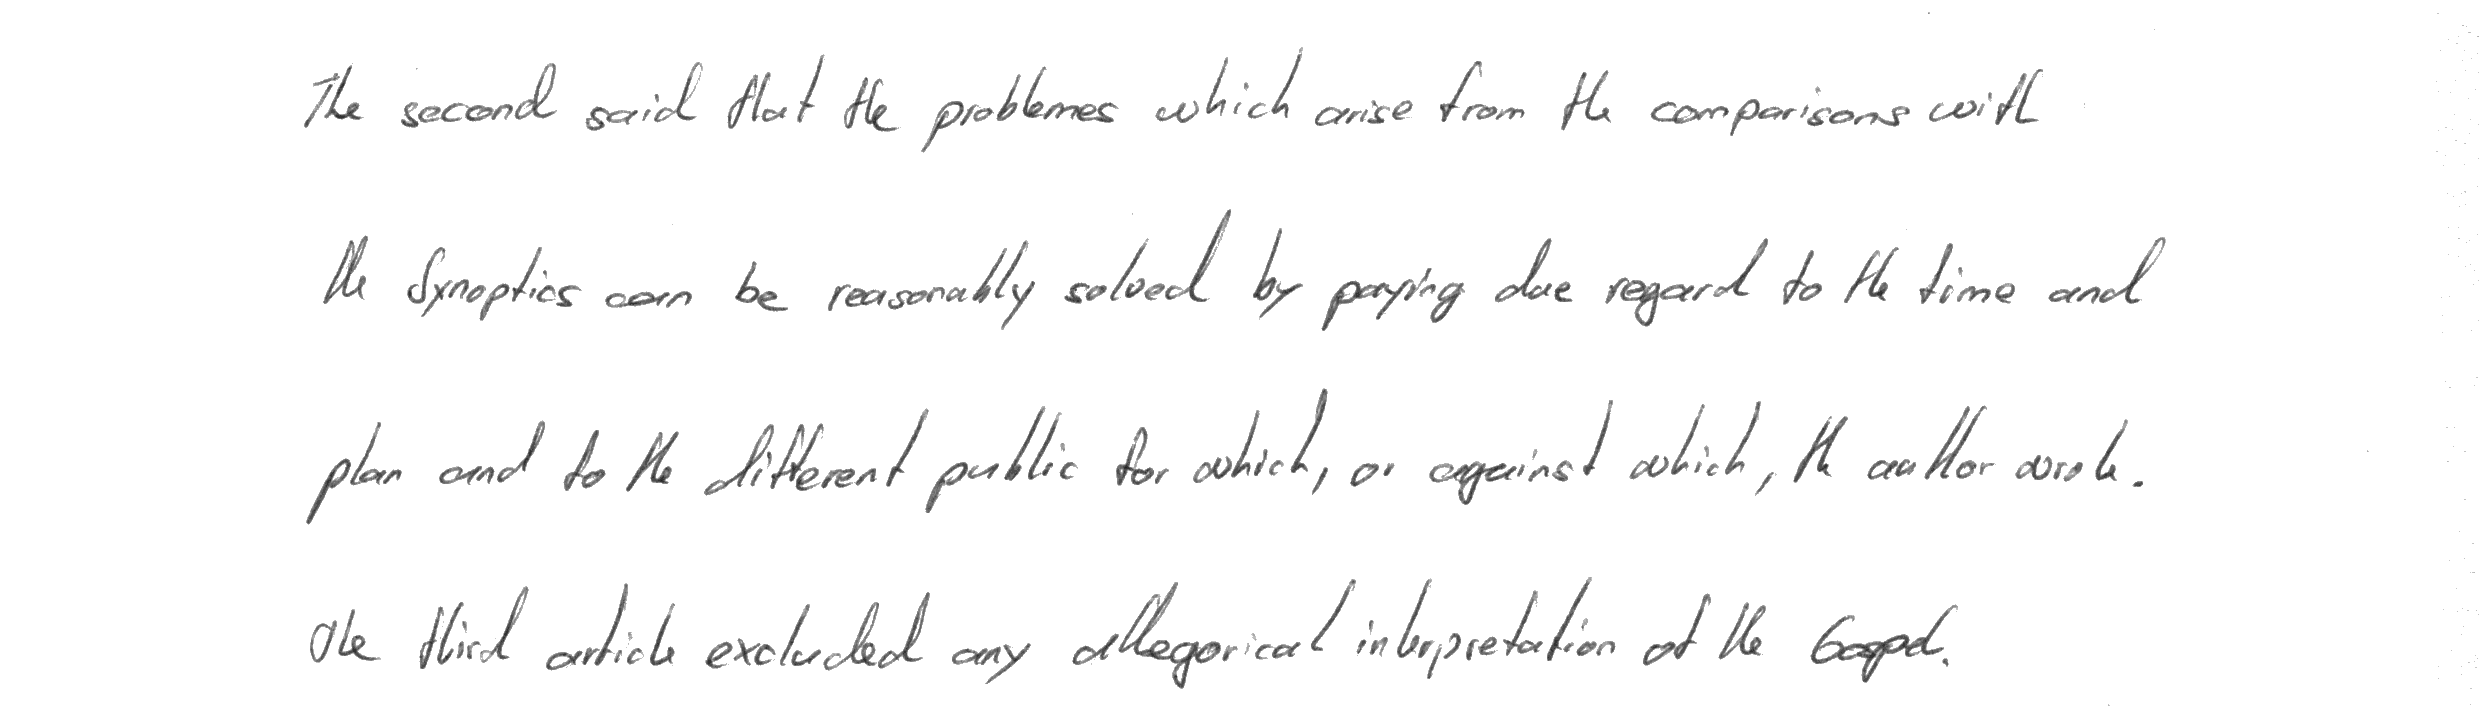 The second said that the problemes which arise from the comparisons with
the Synoptics can be reasonably solved by paying due regard to the time and
plan and to the different public for which, or against which, the author wrote.
The third article excluded any allegorical interpretation of the Gospel.